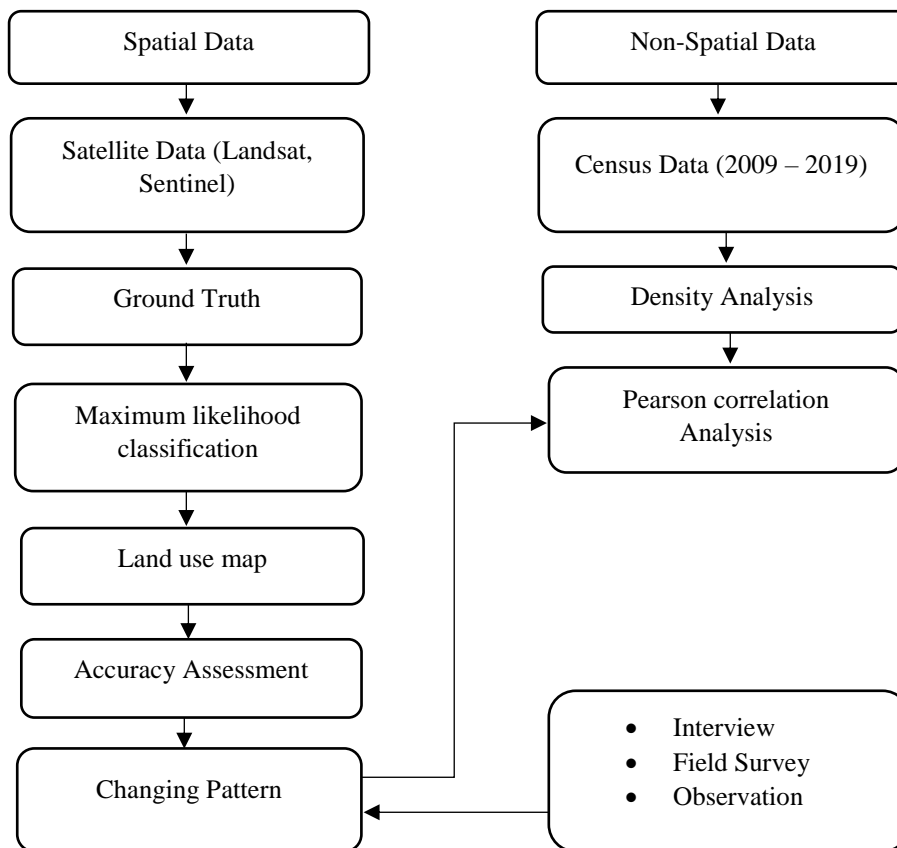 Spatial Data
Satellite Data (Landsat,
Sentinel)
Ground Truth
Maximum likelihood
classification
Land use map
Accuracy Assessment
Changing Pattern
Non-Spatial Data
Census Data (2009 – 2019)
Density Analysis
Pearson correlation
Analysis
• Interview
• Field Survey
• Observation